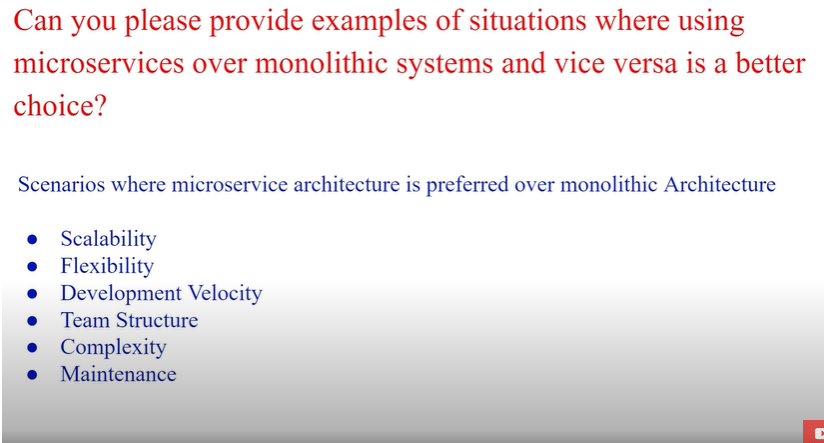 Can you please provide examples of situations where using
microservices over monolithic systems and vice versa is a better
choice?
Scenarios where microservice architecture is preferred over monolithic Architecture
● Scalability
● Flexibility
● Development Velocity
● Team Structure
● Complexity
● Maintenance